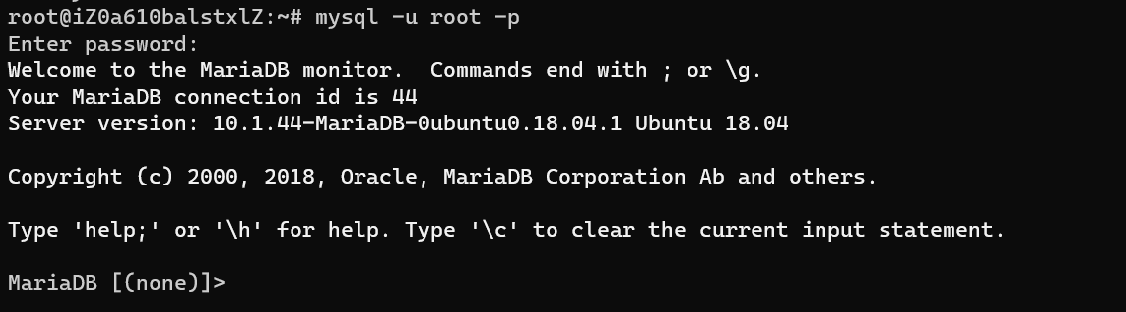 root@iZ0a610balstxlZ:~# mysql -u root -p
Enter password:
Welcome to the MariaDB monitor.  Commands end with ; or \g.
Your MariaDB connection id is 44
Server version: 10.1.44-MariaDB-0ubuntu0.18.04.1 Ubuntu 18.04
Copyright (c) 2000, 2018, Oracle, MariaDB Corporation Ab and others.
Type 'help;' or '\h' for help. Type '\c' to clear the current input statement.
MariaDB [(none)]>